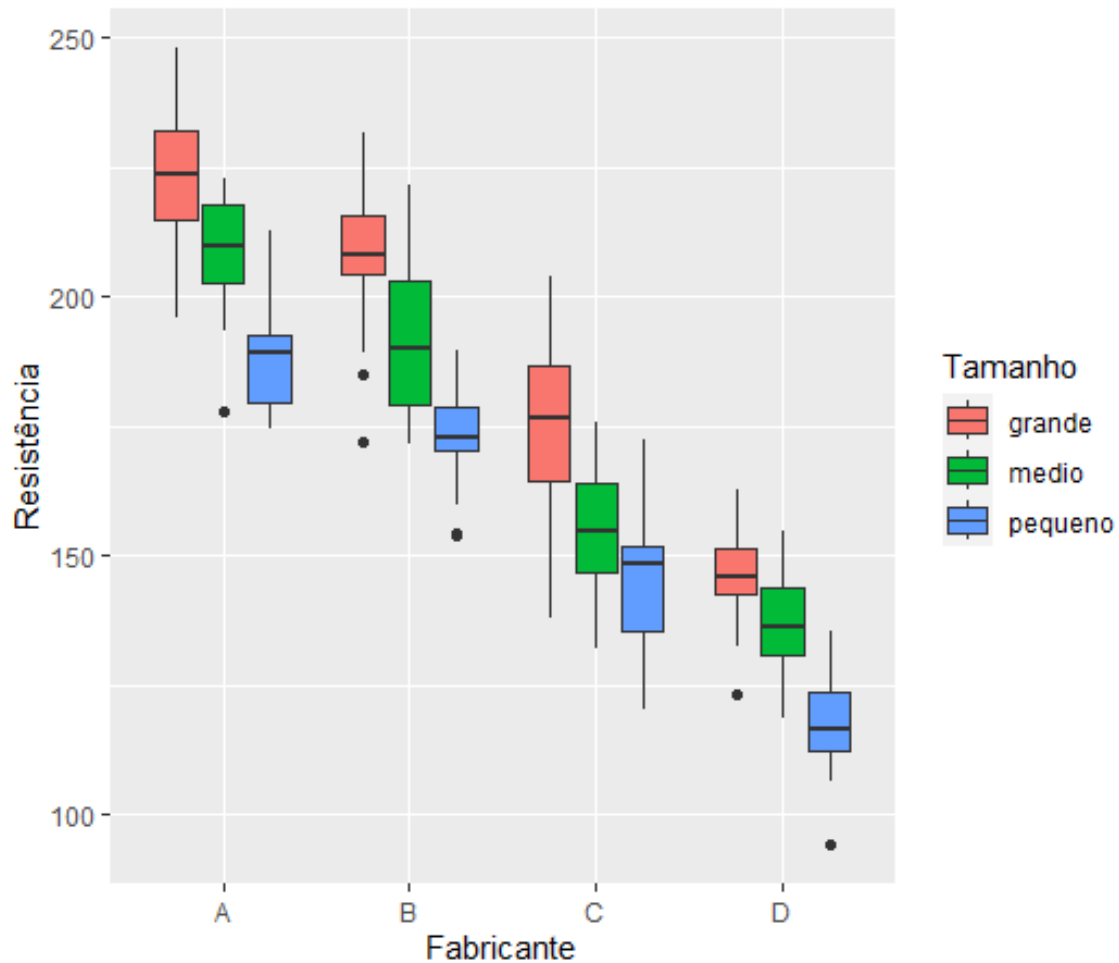 250
200
150
100
Resistência
A B C D
Fabricante
Tamanho
grande
medio
pequeno